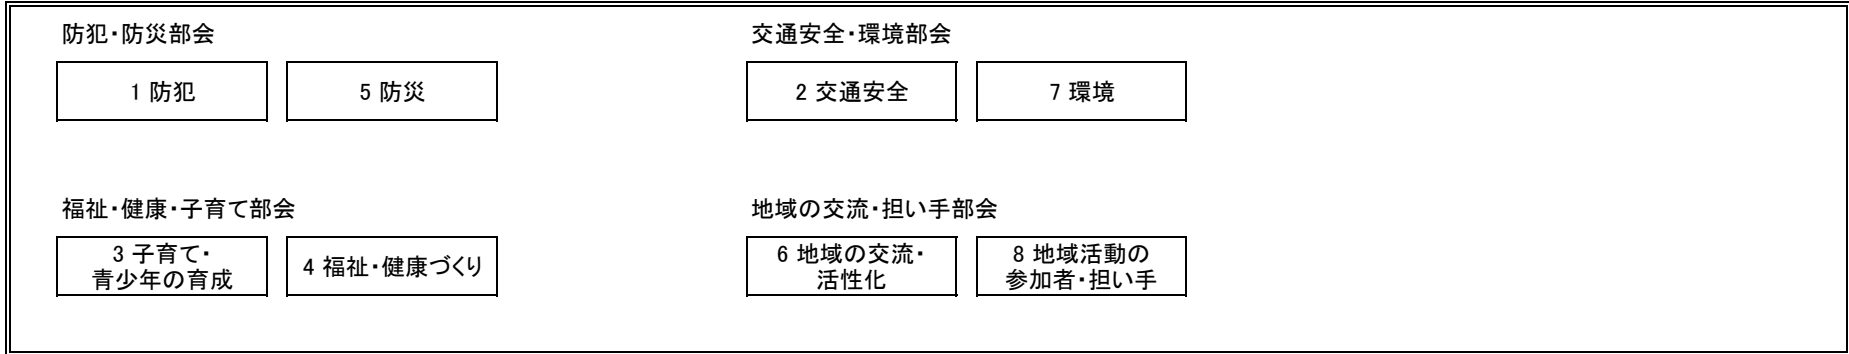 防犯・防災部会
1 防犯
5 防災
交通安全・環境部会
2 交通安全
7 環境
福祉・健康・子育て部会
3 子育て・
青少年の育成
4 福祉・健康づくり
地域の交流・担い手部会
6 地域の交流・
活性化
8 地域活動の
参加者・担い手